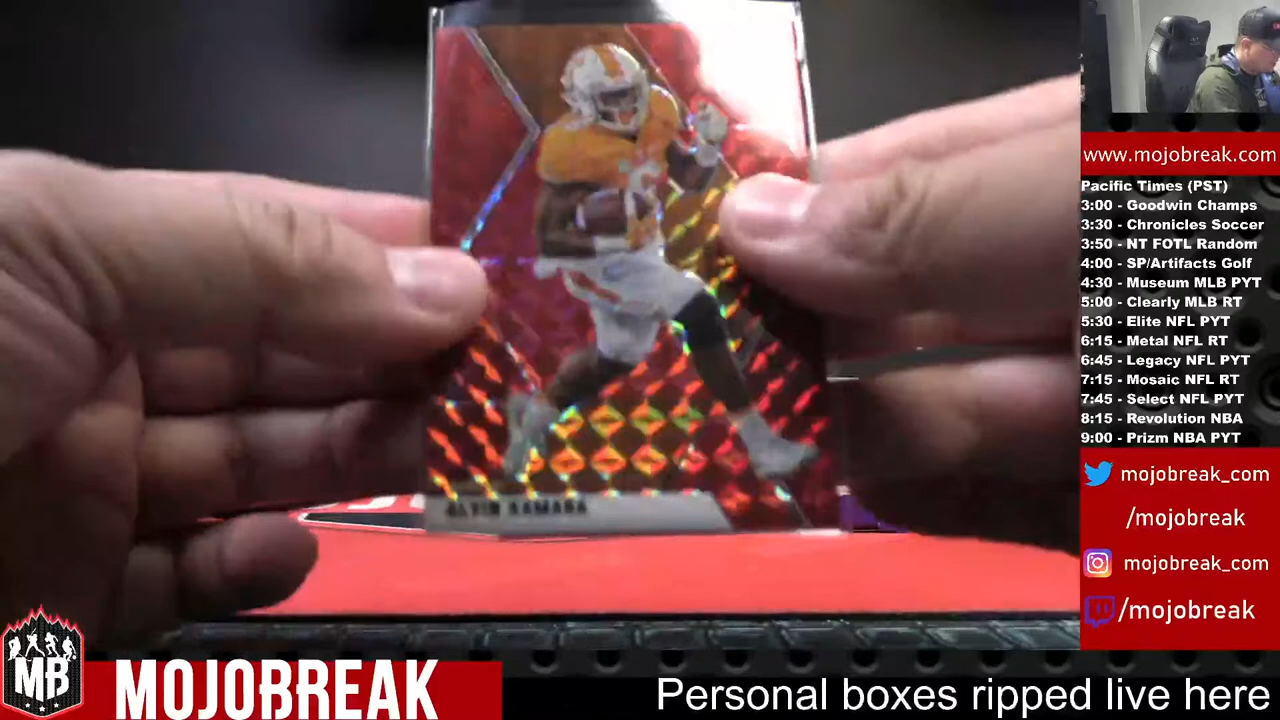 www.mojobreak.com
Pacific Times (PST)
3:00 - Goodwin Champs
3:30 - Chronicles Soccer
3:50 - NT FOTL Random
4:00 - SP/Artifacts Golf
4:30 - Museum MLB PYT
5:00 - Clearly MLB RT
5:30 - Elite NFL PYT
6:15 - Metal NFL RT
6:45 - Legacy NFL PYT
7:15 - Mosaic NFL RT
7:45 - Select NFL PYT
8:15 - Revolution NBA
9:00 - Prizm NBA PYT
mojobreak_com
/mojobreak
mojobreak_com
/mojobreak
ALVIN KAMARA
MB
MOJOBREAK
Personal boxes ripped live here